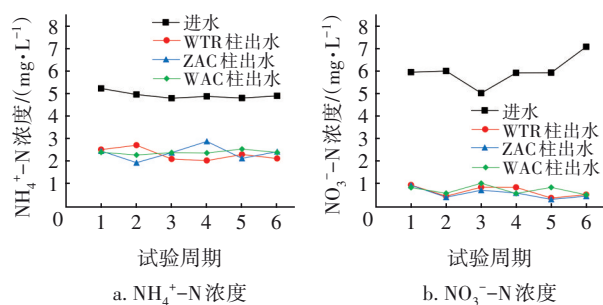 8
7
6
5
4
3
2
1
0
NH₄⁺-N浓度/(mg·L⁻¹)
进水
WTR柱出水
ZAC柱出水
WAC柱出水
1 2 3 4 5 6
试验周期
a. NH₄⁺-N浓度
8
7
6
5
4
3
2
1
0
NO₃⁻-N浓度/(mg·L⁻¹)
进水
WTR柱出水
ZAC柱出水
WAC柱出水
1 2 3 4 5 6
试验周期
b. NO₃⁻-N浓度